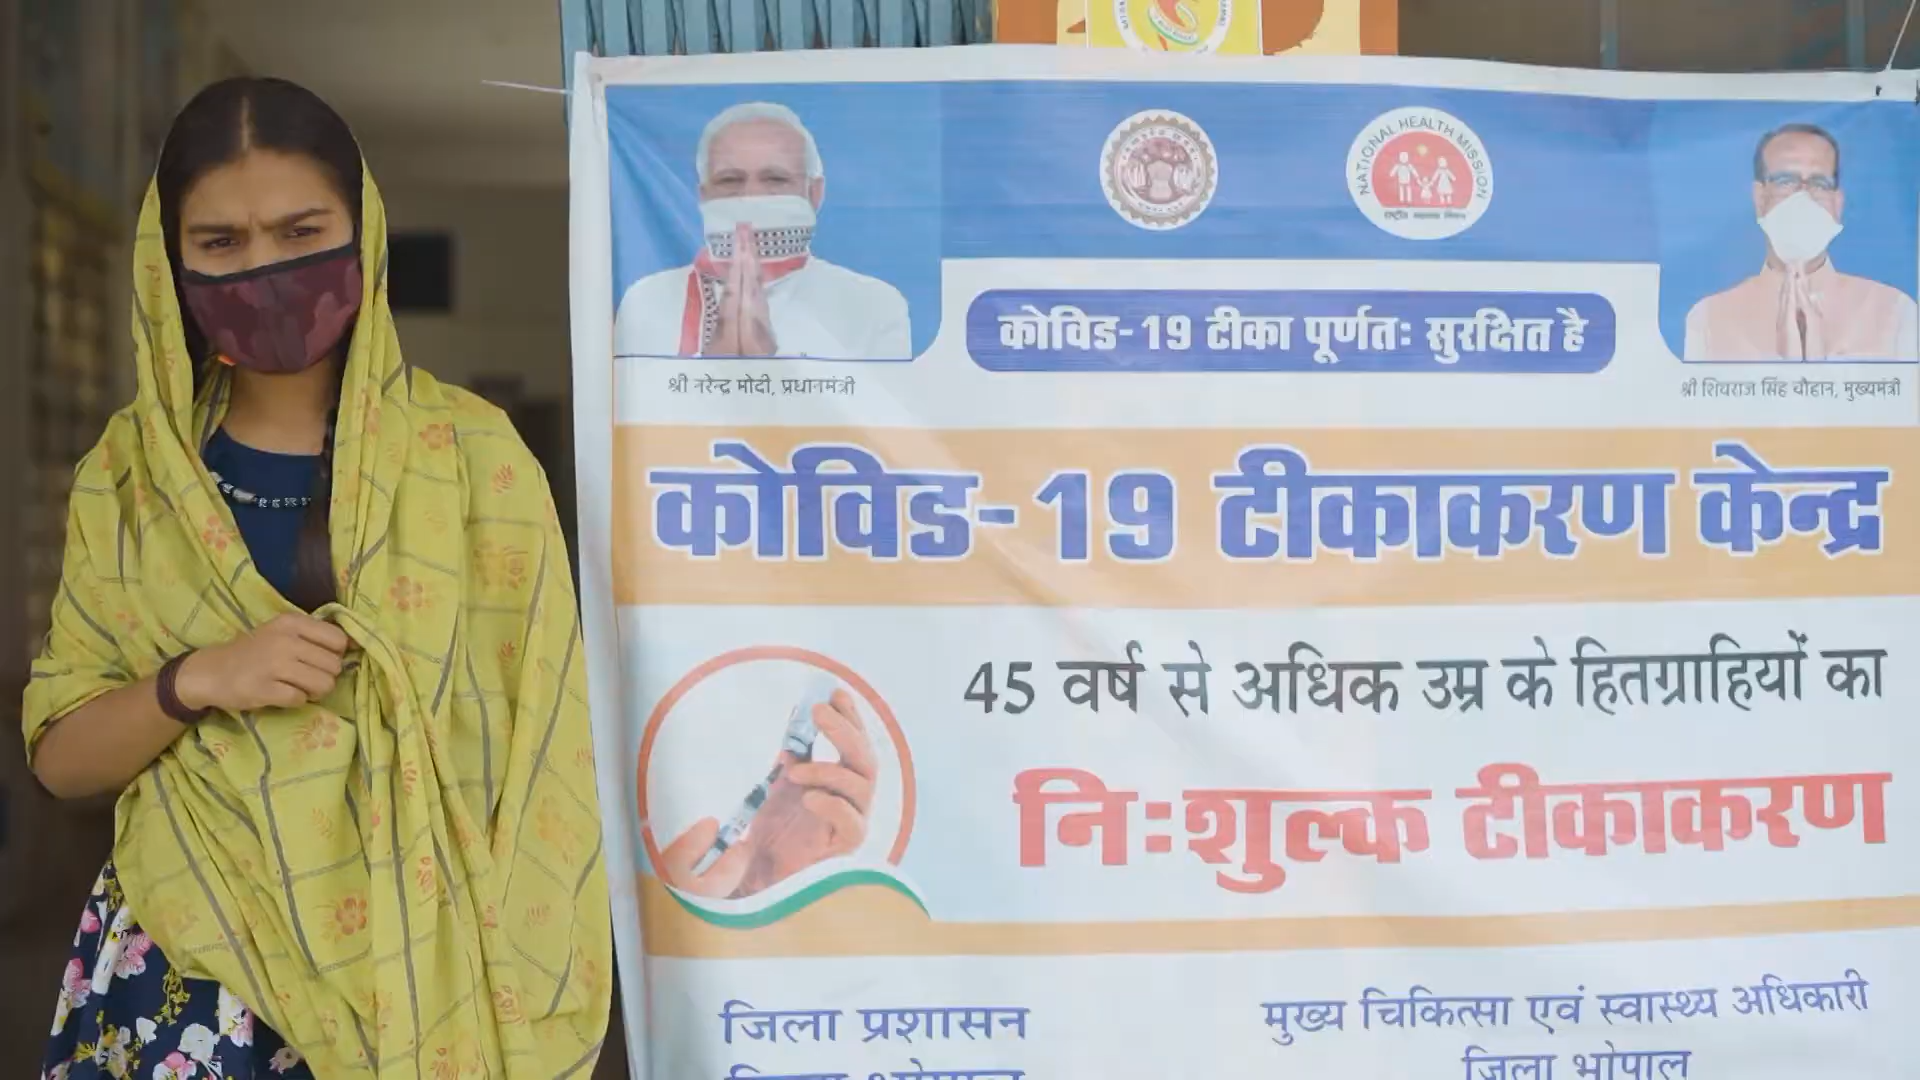 NATIONAL HEALTH MISSION
कोविड-19 टीका पूर्णतः सुरक्षित है
श्री नरेन्द्र मोदी, प्रधानमंत्री
श्री शिवराज सिंह चौहान, मुख्यमंत्री
कोविड-19 टीकाकरण केन्द्र
45 वर्ष से अधिक उम्र के हितग्राहियों का
निःशुल्क टीकाकरण
जिला प्रशासन
मुख्य चिकित्सा एवं स्वास्थ्य अधिकारी
जिला भोपाल